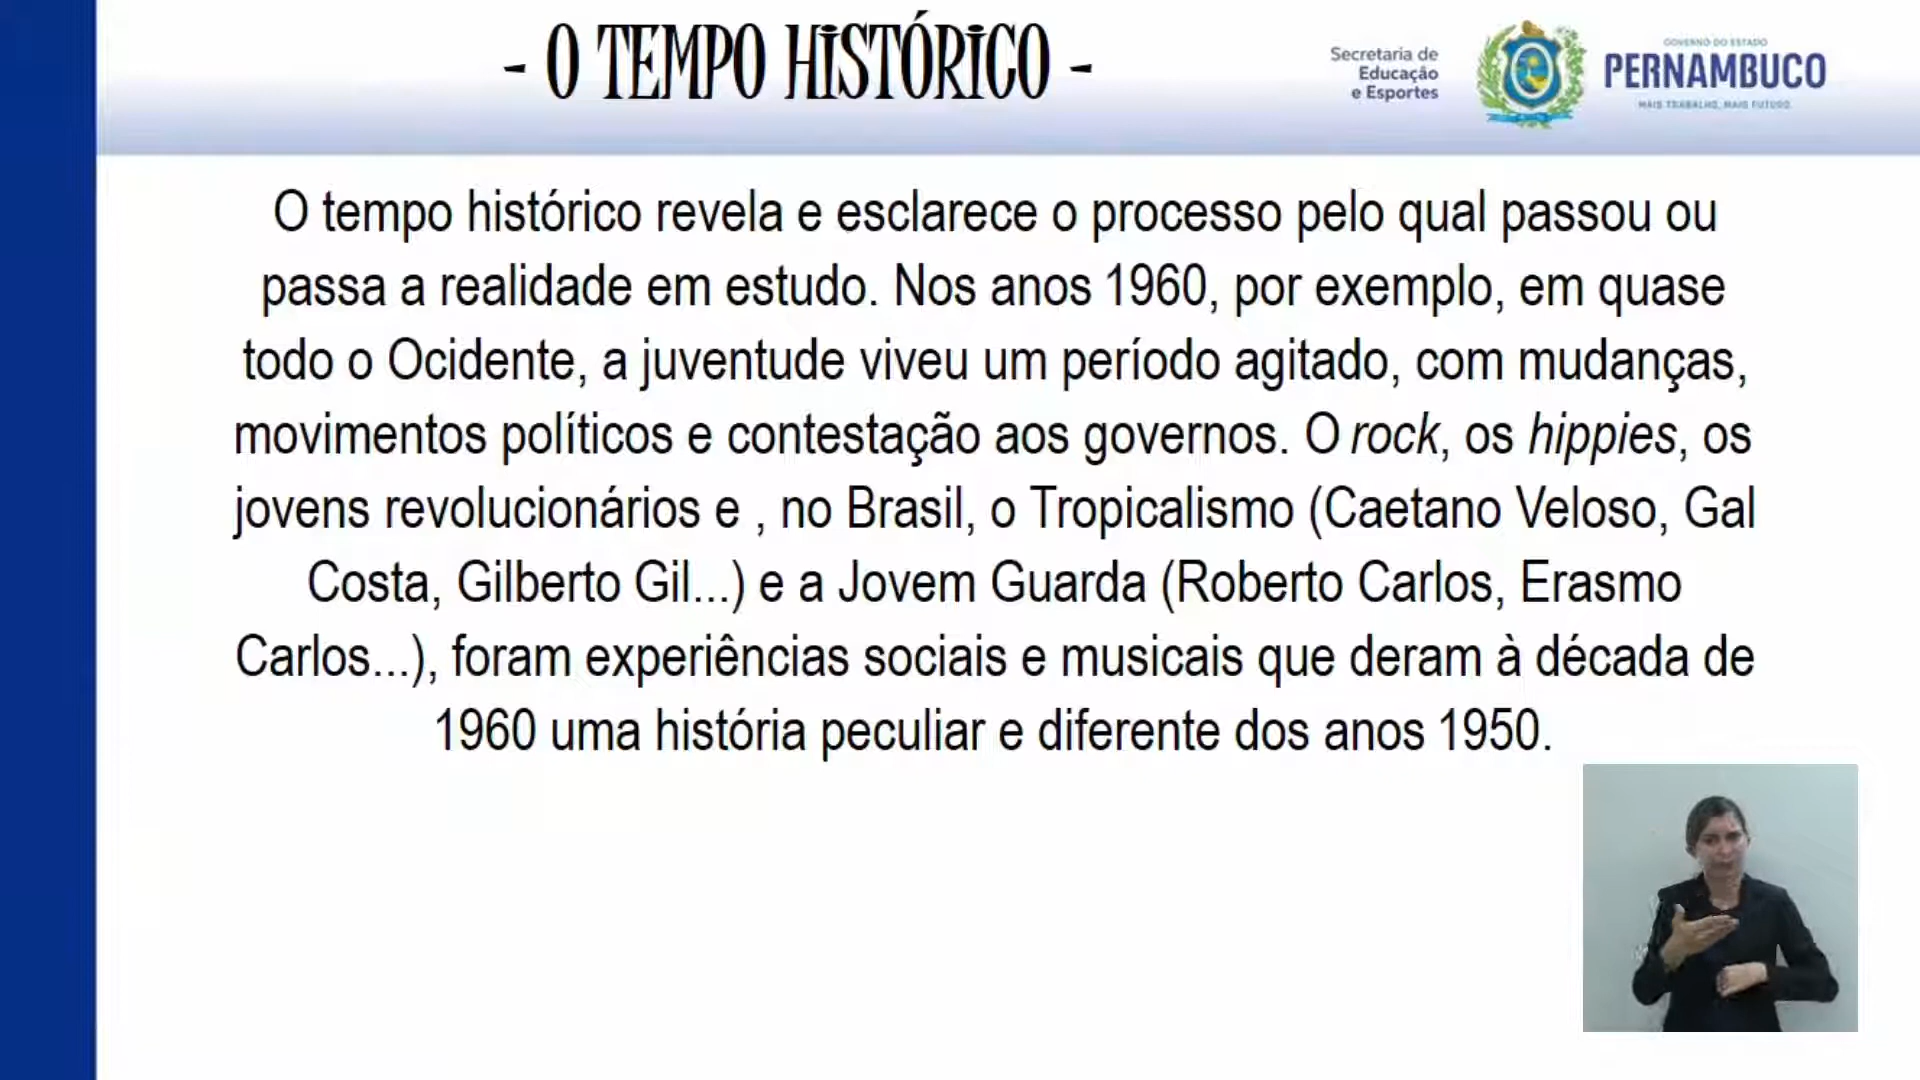 - O TEMPO HISTÓRICO -
Secretaria de
Educação
e Esportes
GOVERNO DO ESTADO
PERNAMBUCO
MAIS TRABALHO, MAIS FUTURO.
O tempo histórico revela e esclarece o processo pelo qual passou ou
passa a realidade em estudo. Nos anos 1960, por exemplo, em quase
todo o Ocidente, a juventude viveu um período agitado, com mudanças,
movimentos políticos e contestação aos governos. O rock, os hippies, os
jovens revolucionários e , no Brasil, o Tropicalismo (Caetano Veloso, Gal
Costa, Gilberto Gil...) e a Jovem Guarda (Roberto Carlos, Erasmo
Carlos...), foram experiências sociais e musicais que deram à década de
1960 uma história peculiar e diferente dos anos 1950.